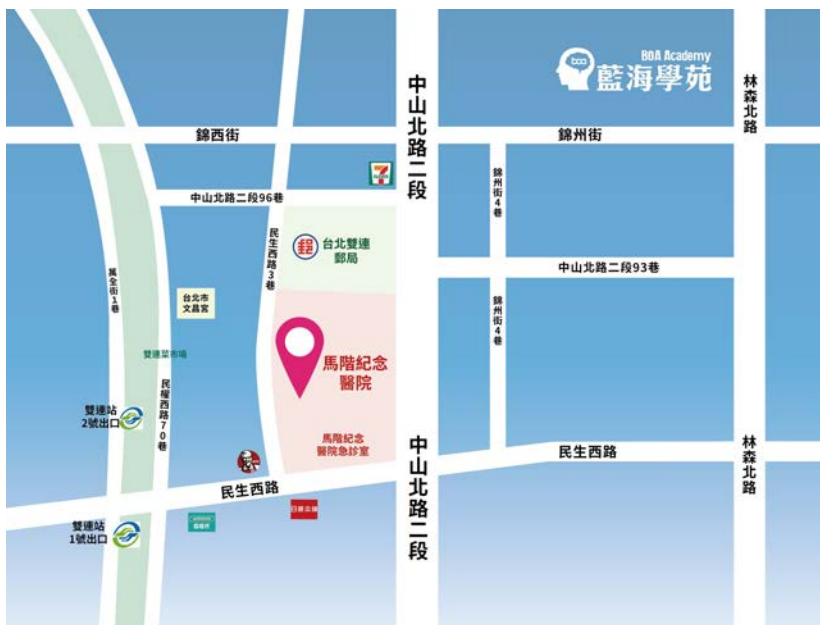 BOA Academy
boa
藍海學苑
中山北路二段
林森北路
錦西街
錦州街
7
中山北路二段96巷
錦州街4巷
民生西路3巷
郵
台北雙連
郵局
中山北路二段93巷
萬全街1巷
台北市
文昌宮
錦州街4巷
雙連菜市場
馬階紀念
醫院
民權西路70巷
雙連站
2號出口
馬階紀念
醫院急診室
中山北路二段
林森北路
民生西路
民生西路
雙連站
1號出口